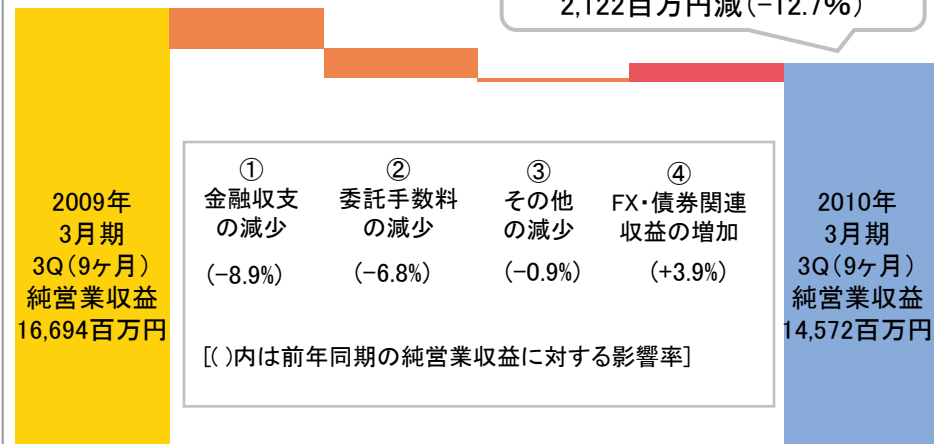 2,122百万円減(-12.7%)
2009年
3月期
3Q(9ヶ月)
純営業収益
16,694百万円
①
金融収支
の減少
(-8.9%)
②
委託手数料
の減少
(-6.8%)
③
その他
の減少
(-0.9%)
④
FX・債券関連
収益の増加
(+3.9%)
[( )内は前年同期の純営業収益に対する影響率]
2010年
3月期
3Q(9ヶ月)
純営業収益
14,572百万円